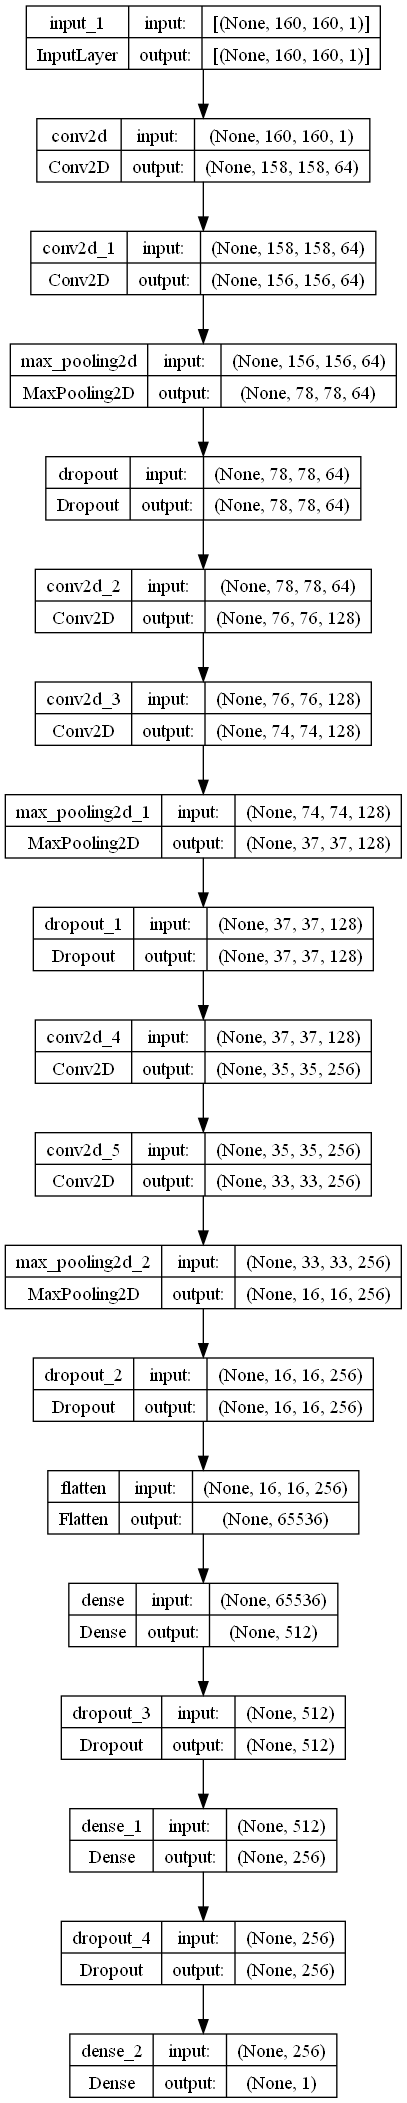 input_1 input: [(None, 160, 160, 1)]
InputLayer output: [(None, 160, 160, 1)]
conv2d input: (None, 160, 160, 1)
Conv2D output: (None, 158, 158, 64)
conv2d_1 input: (None, 158, 158, 64)
Conv2D output: (None, 156, 156, 64)
max_pooling2d input: (None, 156, 156, 64)
MaxPooling2D output: (None, 78, 78, 64)
dropout input: (None, 78, 78, 64)
Dropout output: (None, 78, 78, 64)
conv2d_2 input: (None, 78, 78, 64)
Conv2D output: (None, 76, 76, 128)
conv2d_3 input: (None, 76, 76, 128)
Conv2D output: (None, 74, 74, 128)
max_pooling2d_1 input: (None, 74, 74, 128)
MaxPooling2D output: (None, 37, 37, 128)
dropout_1 input: (None, 37, 37, 128)
Dropout output: (None, 37, 37, 128)
conv2d_4 input: (None, 37, 37, 128)
Conv2D output: (None, 35, 35, 256)
conv2d_5 input: (None, 35, 35, 256)
Conv2D output: (None, 33, 33, 256)
max_pooling2d_2 input: (None, 33, 33, 256)
MaxPooling2D output: (None, 16, 16, 256)
dropout_2 input: (None, 16, 16, 256)
Dropout output: (None, 16, 16, 256)
flatten input: (None, 16, 16, 256)
Flatten output: (None, 65536)
dense input: (None, 65536)
Dense output: (None, 512)
dropout_3 input: (None, 512)
Dropout output: (None, 512)
dense_1 input: (None, 512)
Dense output: (None, 256)
dropout_4 input: (None, 256)
Dropout output: (None, 256)
dense_2 input: (None, 256)
Dense output: (None, 1)